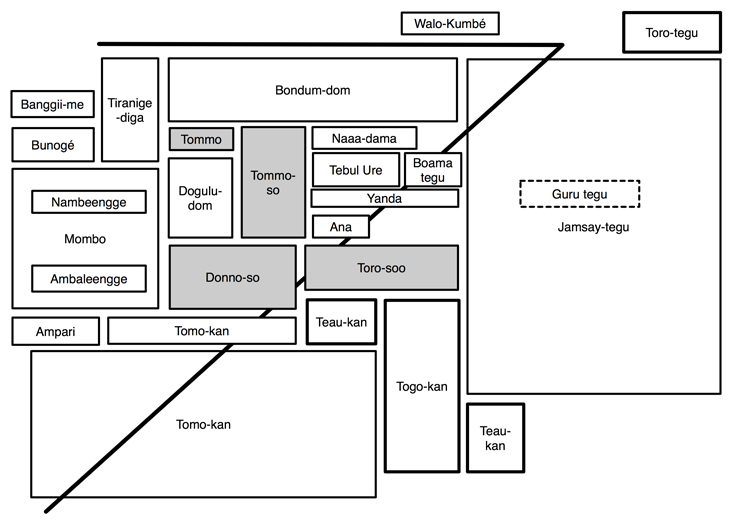 Walo-Kumbé
Toro-tegu
Bondum-dom
Tiranige
-diga
Banggii-me
Bunogé
Tommo
Tommo-
so
Naaa-dama
Tebul Ure
Boama
tegu
Dogulu-
dom
Yanda
Guru tegu
Jamsay-tegu
Nambeengge
Mombo
Ambaleengge
Ana
Donno-so
Toro-soo
Ampari
Tomo-kan
Teau-kan
Togo-kan
Tomo-kan
Teau-
kan